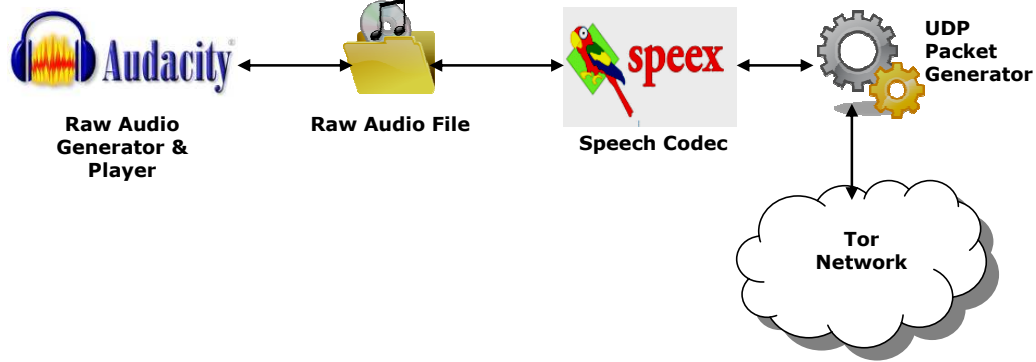 Audacity®
Raw Audio
Generator &
Player
Raw Audio File
speex
Speech Codec
UDP
Packet
Generator
Tor
Network